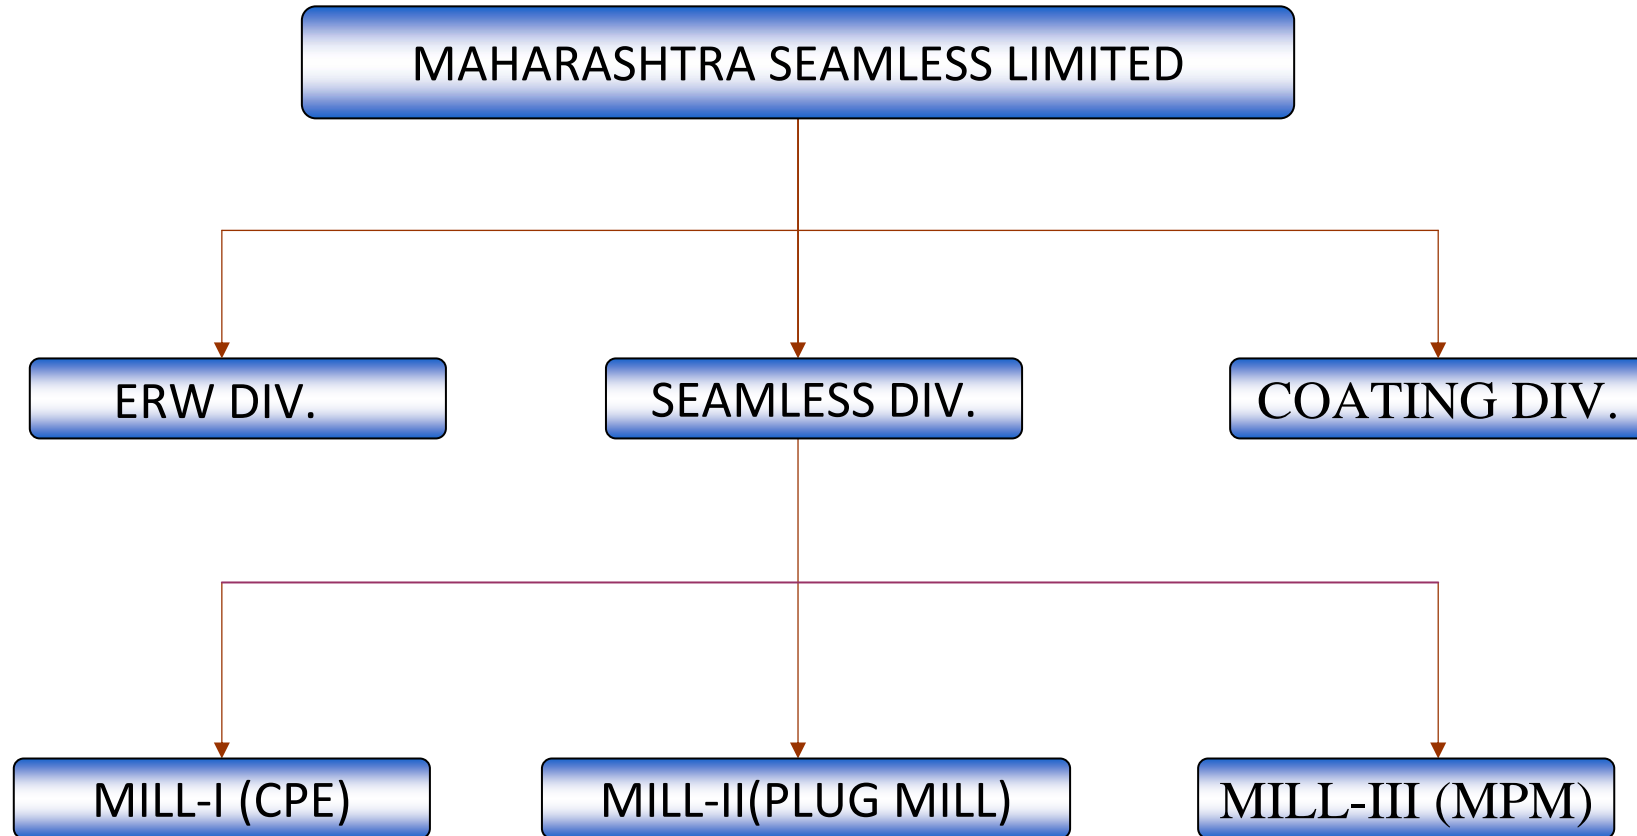 MAHARASHTRA SEAMLESS LIMITED
ERW DIV.
SEAMLESS DIV.
COATING DIV.
MILL-I (CPE)
MILL-II(PLUG MILL)
MILL-III (MPM)